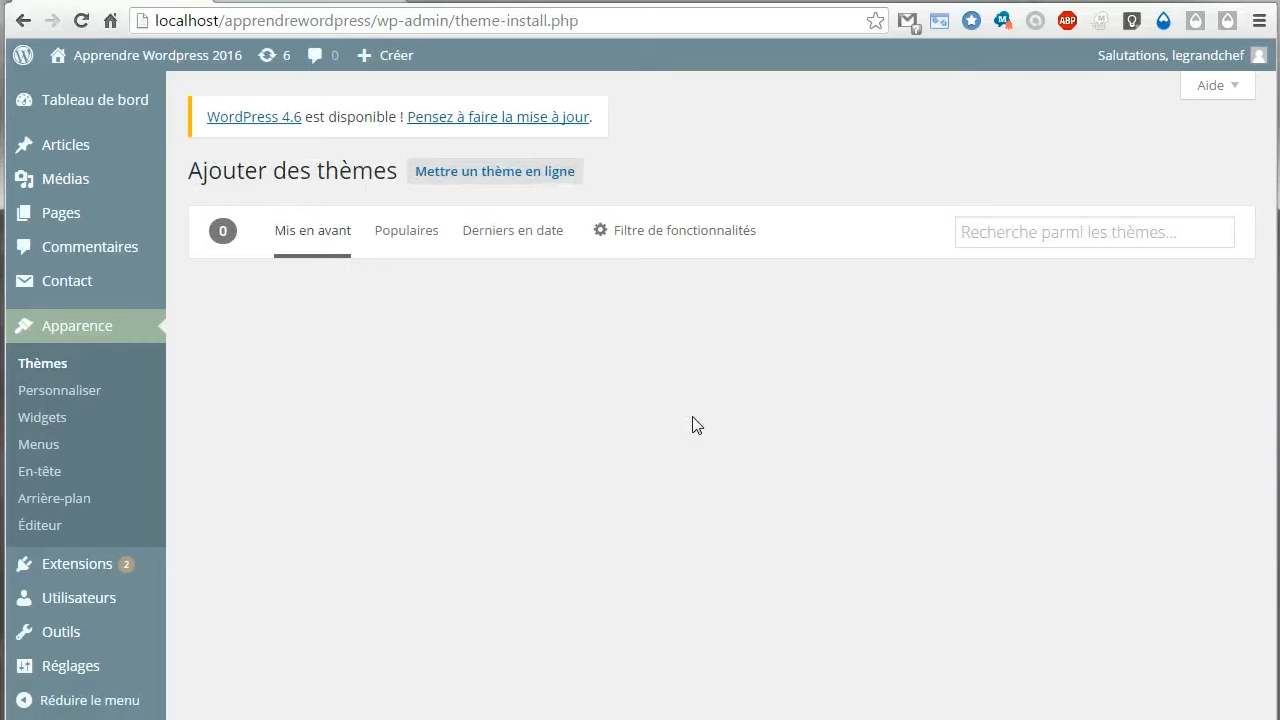 localhost/apprendrewordpress/wp-admin/theme-install.php
ABP
Apprendre Wordpress 2016 6 0 Créer Salutations, legrandchef
Aide
Tableau de bord
Articles
Médias
Pages
Commentaires
Contact
Apparence
Thèmes
Personnaliser
Widgets
Menus
En-tête
Arrière-plan
Éditeur
Extensions 2
Utilisateurs
Outils
Réglages
Réduire le menu
WordPress 4.6 est disponible ! Pensez à faire la mise à jour.
Ajouter des thèmes Mettre un thème en ligne
0 Mis en avant Populaires Derniers en date Filtre de fonctionnalités Recherche parmi les thèmes...